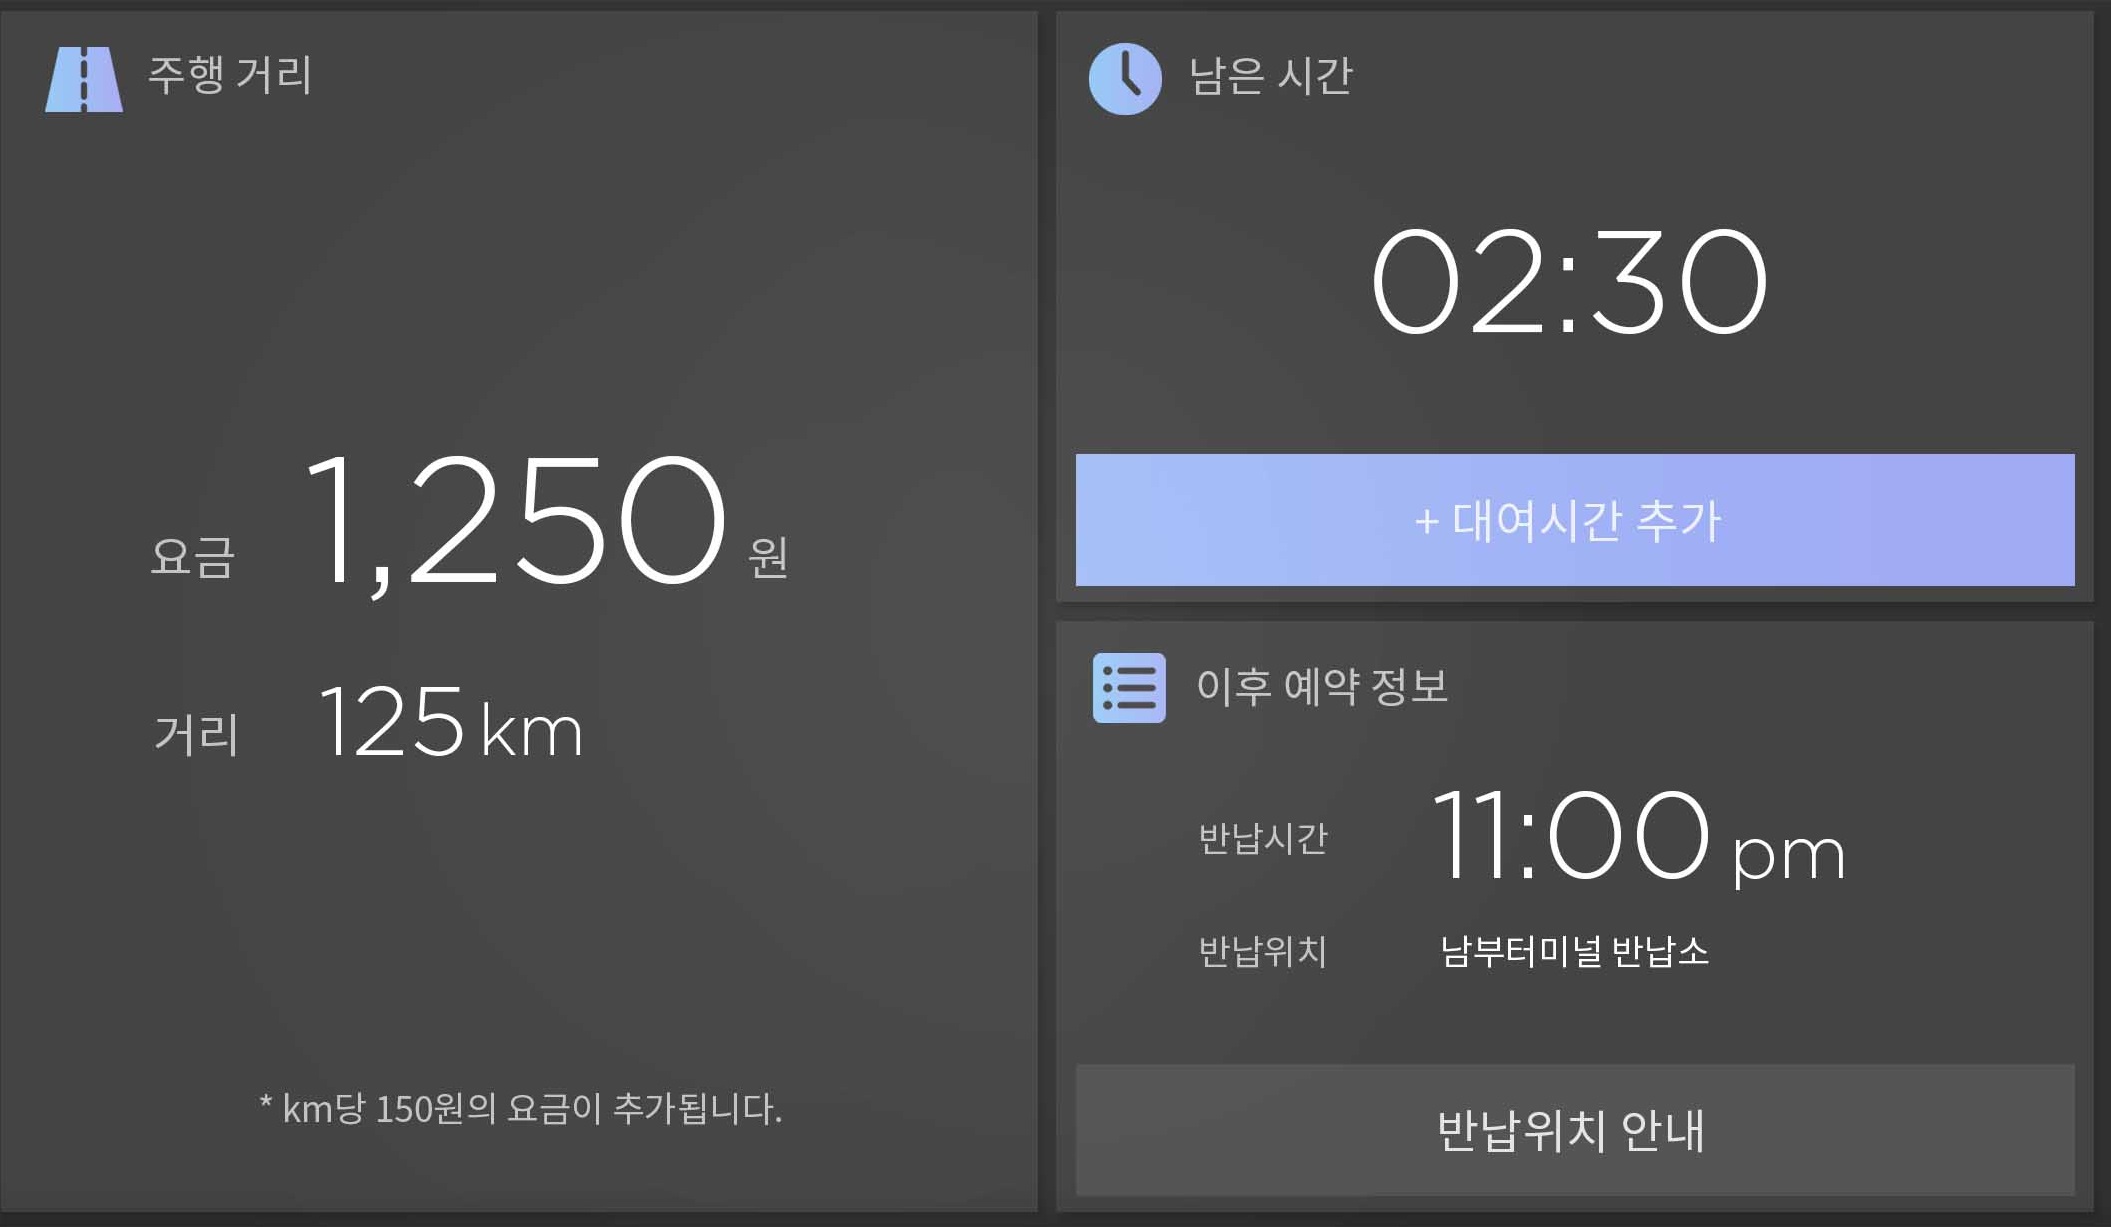 주행 거리
요금 1,250 원
거리 125 km
* km당 150원의 요금이 추가됩니다.
남은 시간
02:30
+ 대여시간 추가
이후 예약 정보
반납시간 11:00 pm
반납위치 남부터미널 반납소
반납위치 안내